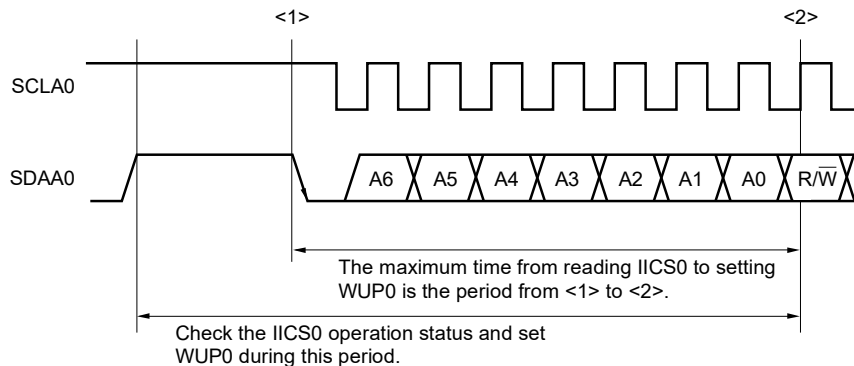 <1> <2>
SCLA0
SDAA0 A6 A5 A4 A3 A2 A1 A0 R/W̅
The maximum time from reading IICS0 to setting
WUP0 is the period from <1> to <2>.
Check the IICS0 operation status and set
WUP0 during this period.